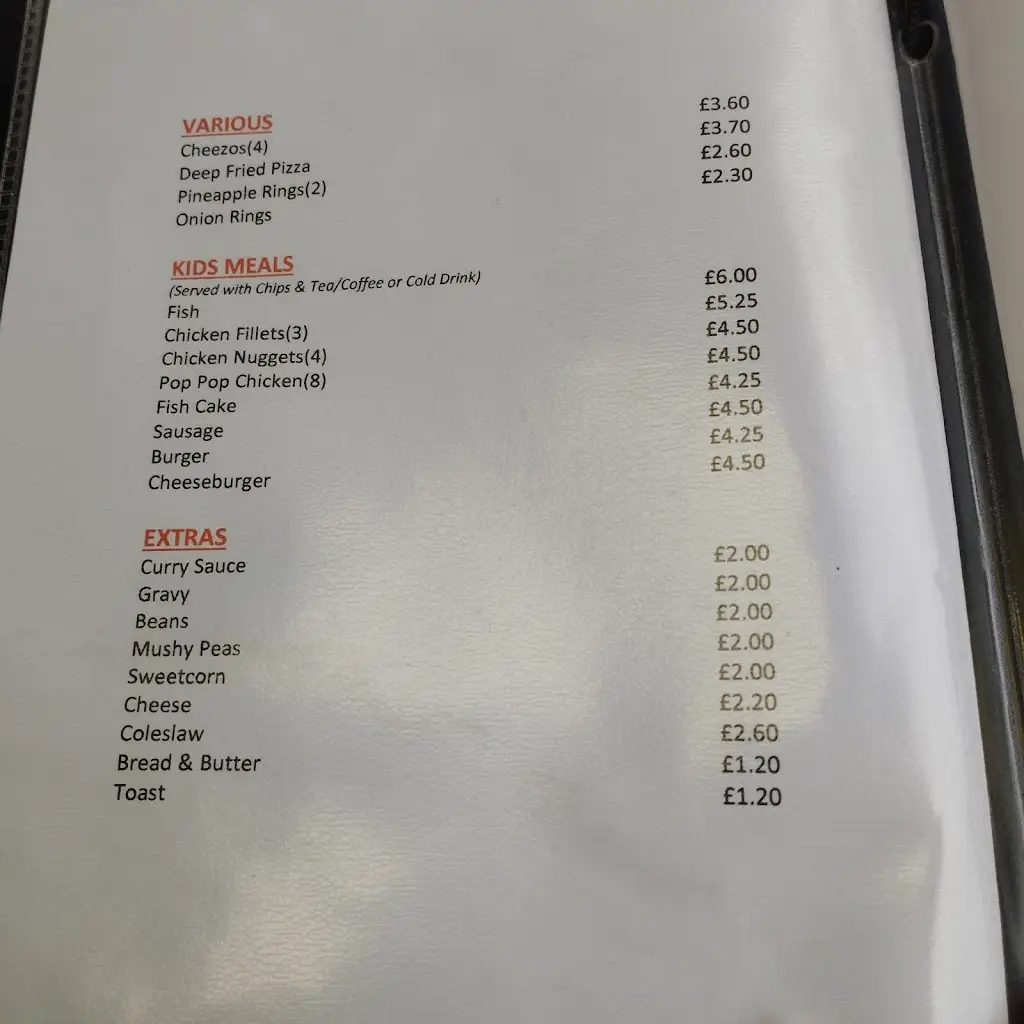 VARIOUS
Cheezos(4) £3.60
Deep Fried Pizza £3.70
Pineapple Rings(2) £2.60
Onion Rings £2.30
KIDS MEALS
(Served with Chips & Tea/Coffee or Cold Drink)
Fish £6.00
Chicken Fillets(3) £5.25
Chicken Nuggets(4) £4.50
Pop Pop Chicken(8) £4.50
Fish Cake £4.25
Sausage £4.50
Burger £4.25
Cheeseburger £4.50
EXTRAS
Curry Sauce £2.00
Gravy £2.00
Beans £2.00
Mushy Peas £2.00
Sweetcorn £2.00
Cheese £2.20
Coleslaw £2.60
Bread & Butter £1.20
Toast £1.20